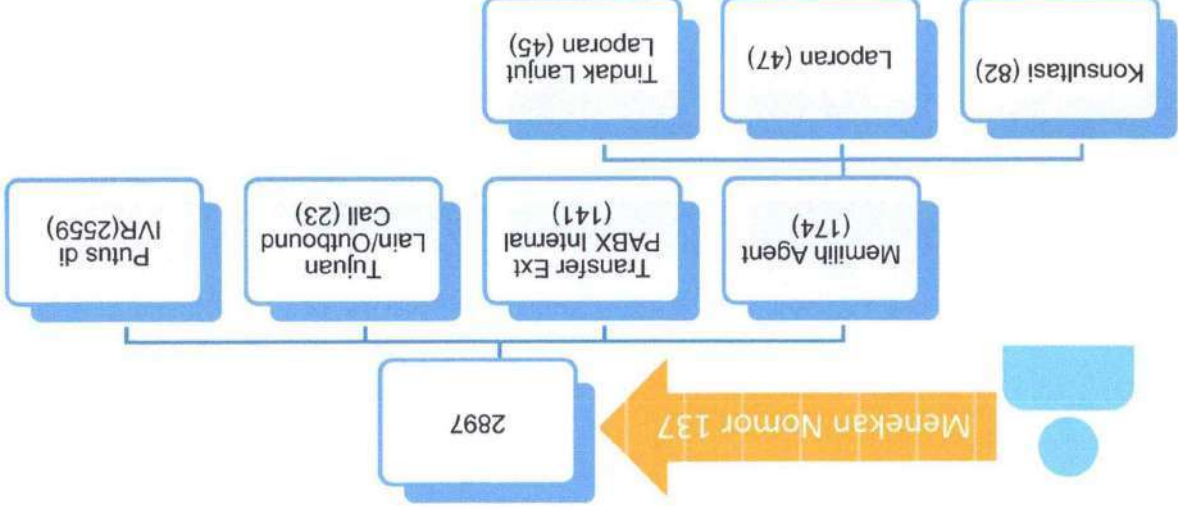 Menekan Nomor 137
2897
Memilih Agent
(174)
Transfer Ext
PABX Internal
(141)
Tujuan
Lain/Outbound
Call (23)
Putus di
IVR(2559)
Konsultasi (82)
Laporan (47)
Tindak Lanjut
Laporan (45)